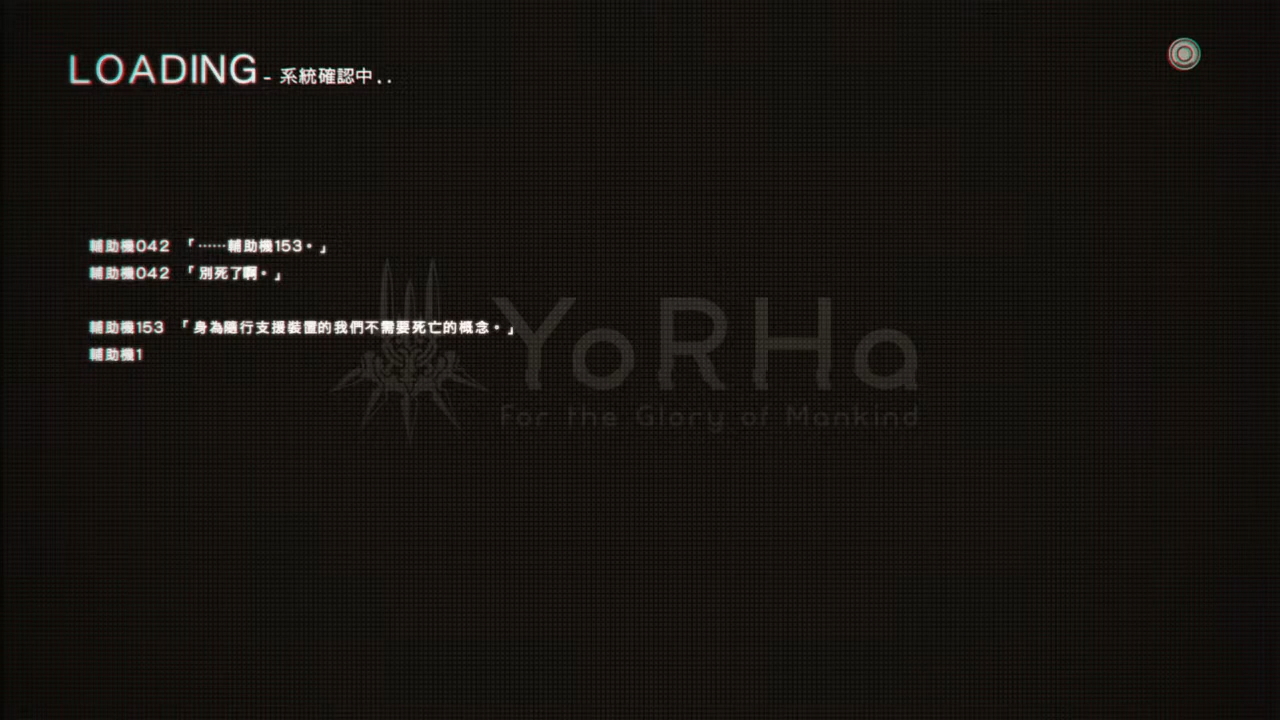 LOADING - 系統確認中..
輔助機042 「……輔助機153。」
輔助機042 「別死了啊。」
輔助機153 「身為隨行支援裝置的我們不需要死亡的概念。」
輔助機1
YoRHa
For the Glory of Mankind